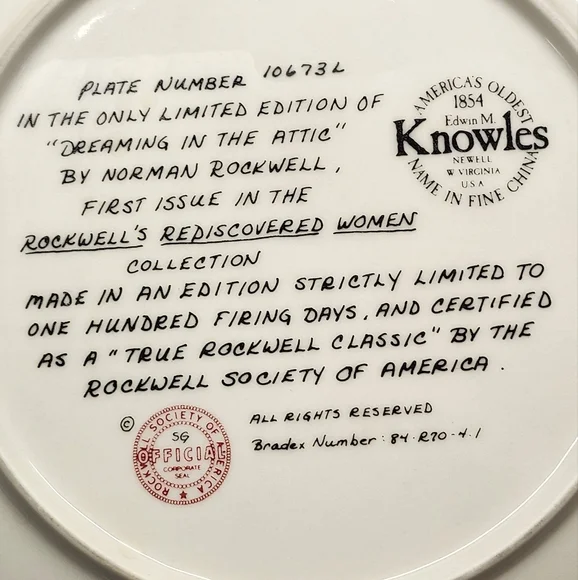 PLATE NUMBER 10673L
IN THE ONLY LIMITED EDITION OF
"DREAMING IN THE ATTIC"
BY NORMAN ROCKWELL,
FIRST ISSUE IN THE
ROCKWELL'S REDISCOVERED WOMEN
COLLECTION
MADE IN AN EDITION STRICTLY LIMITED TO
ONE HUNDRED FIRING DAYS, AND CERTIFIED
AS A "TRUE ROCKWELL CLASSIC" BY THE
ROCKWELL SOCIETY OF AMERICA.
AMERICA'S OLDEST
1854
Edwin M.
Knowles
NEWELL
W VIRGINIA
U.S.A
NAME IN FINE CHINA
©
ROCKWELL SOCIETY OF AMERICA
SG
OFFICIAL
CORPORATE
SEAL
ALL RIGHTS RESERVED
Bradex Number: 84-R70-4.1